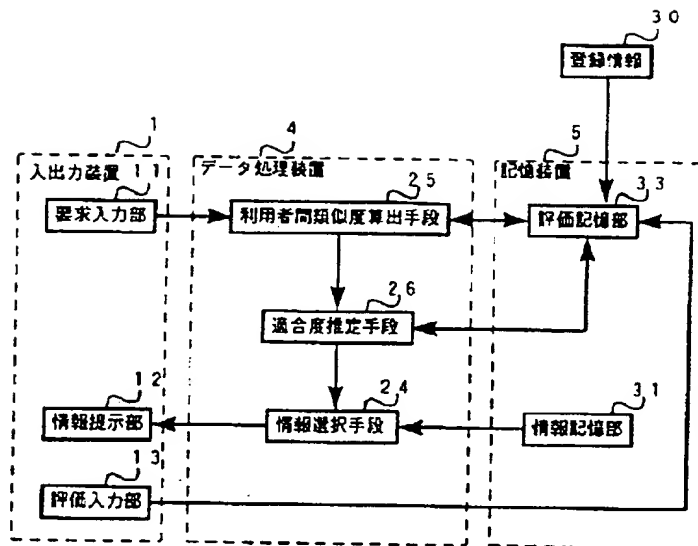 30
登録情報
1
4
5
入出力装置
データ処理装置
記憶装置
11
25
33
要求入力部
利用者間類似度算出手段
評価記憶部
26
適合度推定手段
12
24
31
情報提示部
情報選択手段
情報記憶部
13
評価入力部